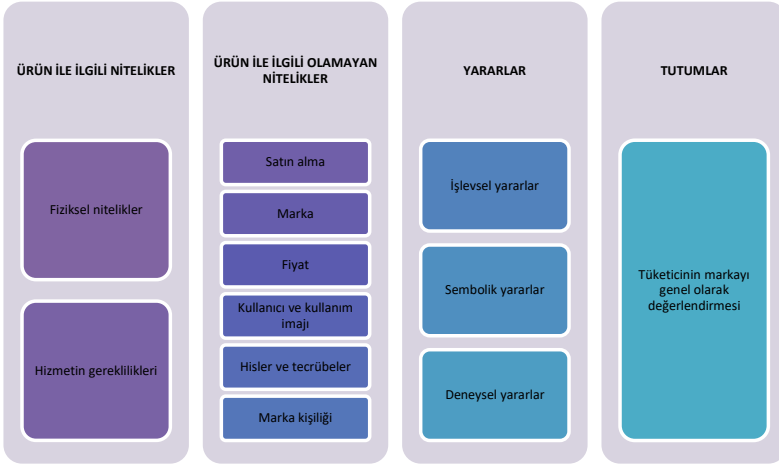 ÜRÜN İLE İLGİLİ NİTELİKLER
Fiziksel nitelikler
Hizmetin gereklilikleri
ÜRÜN İLE İLGİLİ OLAMAYAN
NİTELİKLER
Satın alma
Marka
Fiyat
Kullanıcı ve kullanım
imajı
Hisler ve tecrübeler
Marka kişiliği
YARARLAR
İşlevsel yararlar
Sembolik yararlar
Deneysel yararlar
TUTUMLAR
Tüketicinin markayı
genel olarak
değerlendirmesi